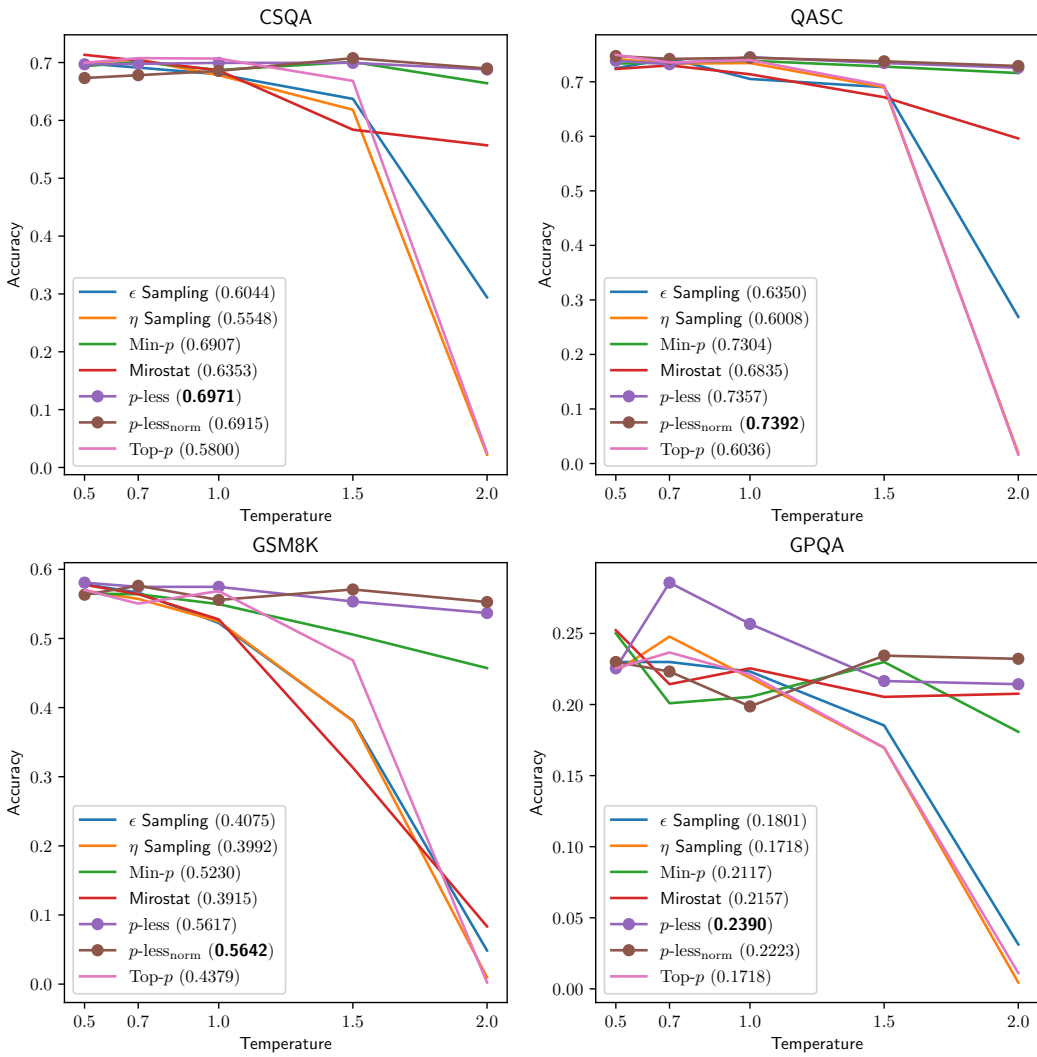 CSQA
Accuracy
0.7
0.6
0.5
0.4
0.3
0.2
0.1
0.0
ϵ Sampling (0.6044)
η Sampling (0.5548)
Min-p (0.6907)
Mirostat (0.6353)
p-less (0.6971)
p-less_norm (0.6915)
Top-p (0.5800)
0.5 0.7 1.0 1.5 2.0
Temperature
QASC
Accuracy
0.7
0.6
0.5
0.4
0.3
0.2
0.1
0.0
ϵ Sampling (0.6350)
η Sampling (0.6008)
Min-p (0.7304)
Mirostat (0.6835)
p-less (0.7357)
p-less_norm (0.7392)
Top-p (0.6036)
0.5 0.7 1.0 1.5 2.0
Temperature
GSM8K
Accuracy
0.6
0.5
0.4
0.3
0.2
0.1
0.0
ϵ Sampling (0.4075)
η Sampling (0.3992)
Min-p (0.5230)
Mirostat (0.3915)
p-less (0.5617)
p-less_norm (0.5642)
Top-p (0.4379)
0.5 0.7 1.0 1.5 2.0
Temperature
GPQA
Accuracy
0.25
0.20
0.15
0.10
0.05
0.00
ϵ Sampling (0.1801)
η Sampling (0.1718)
Min-p (0.2117)
Mirostat (0.2157)
p-less (0.2390)
p-less_norm (0.2223)
Top-p (0.1718)
0.5 0.7 1.0 1.5 2.0
Temperature